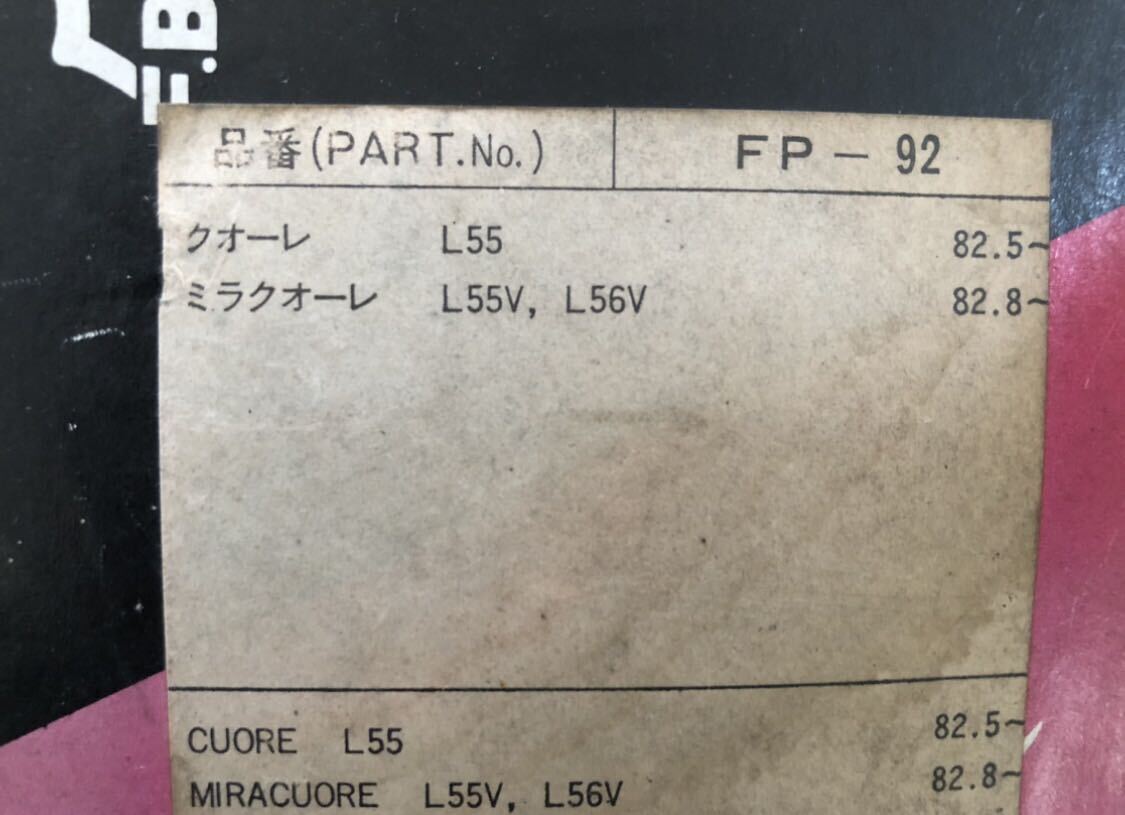 E.B
品番(PART.No.) FP-92
クオーレ L55 82.5~
ミラクオーレ L55V, L56V 82.8~
CUORE L55 82.5~
MIRACUORE L55V, L56V 82.8~